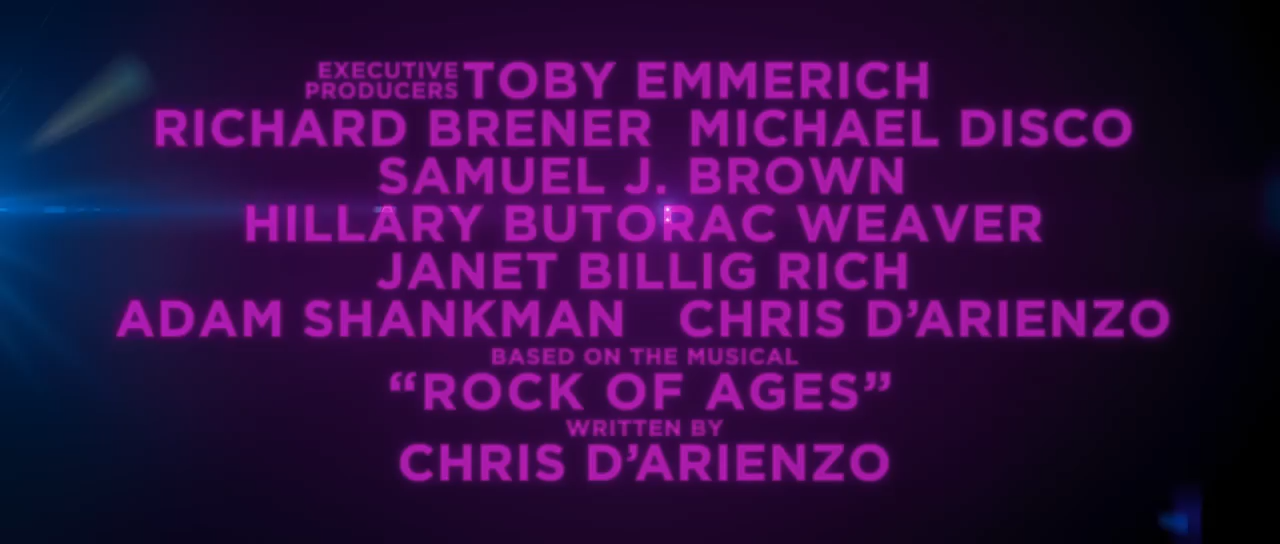 EXECUTIVE PRODUCERS TOBY EMMERICH
RICHARD BRENER MICHAEL DISCO
SAMUEL J. BROWN
HILLARY BUTORAC WEAVER
JANET BILLIG RICH
ADAM SHANKMAN CHRIS D’ARIENZO
BASED ON THE MUSICAL
“ROCK OF AGES”
WRITTEN BY
CHRIS D’ARIENZO